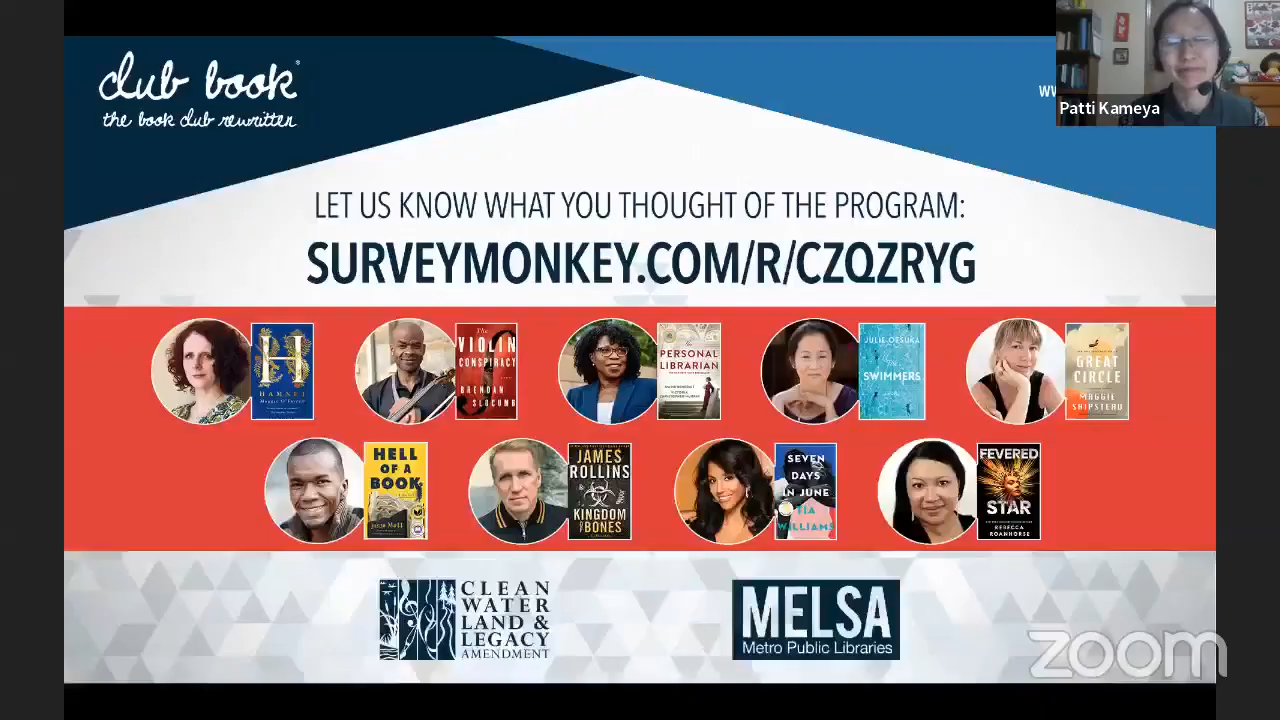 club book®
the book club rewritten
WW
Patti Kameya
LET US KNOW WHAT YOU THOUGHT OF THE PROGRAM:
SURVEYMONKEY.COM/R/CZQZRYG
H
HAMNET
Maggie O'Farrell
The
VIOLIN
CONSPIRACY
BRENDAN
SLOCUMB
The
PERSONAL
LIBRARIAN
JULIE OTSUKA
The
SWIMMERS
GREAT
CIRCLE
MAGGIE
SHIPSTEAD
HELL
OF A
BOOK
Jason Mott
JAMES
ROLLINS
KINGDOM
OF BONES
SEVEN
DAYS
IN JUNE
TIA
WILLIAMS
FEVERED
STAR
REBECCA
ROANHORSE
CLEAN
WATER
LAND &
LEGACY
AMENDMENT
MELSA
Metro Public Libraries
zoom